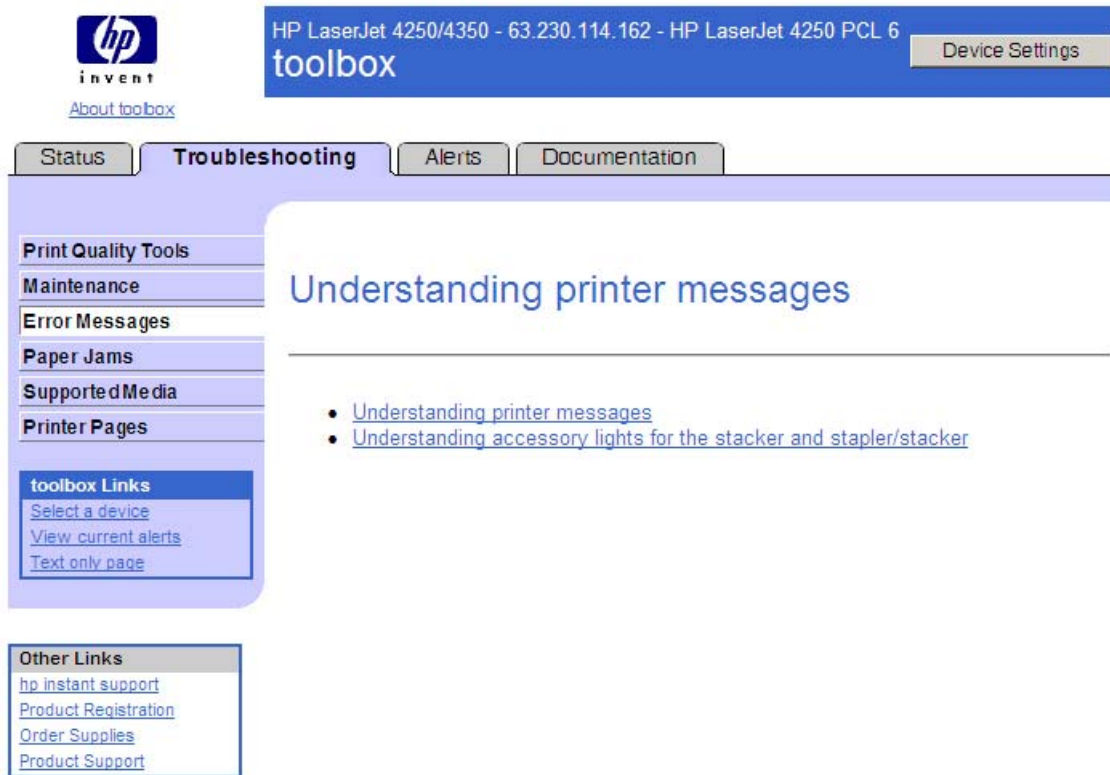 hp
invent
About toolbox
HP LaserJet 4250/4350 - 63.230.114.162 - HP LaserJet 4250 PCL 6
toolbox
Device Settings
Status
Troubleshooting
Alerts
Documentation
Print Quality Tools
Maintenance
Error Messages
Paper Jams
Supported Media
Printer Pages
toolbox Links
Select a device
View current alerts
Text only page
Other Links
hp instant support
Product Registration
Order Supplies
Product Support
Understanding printer messages
Understanding printer messages
Understanding accessory lights for the stacker and stapler/stacker